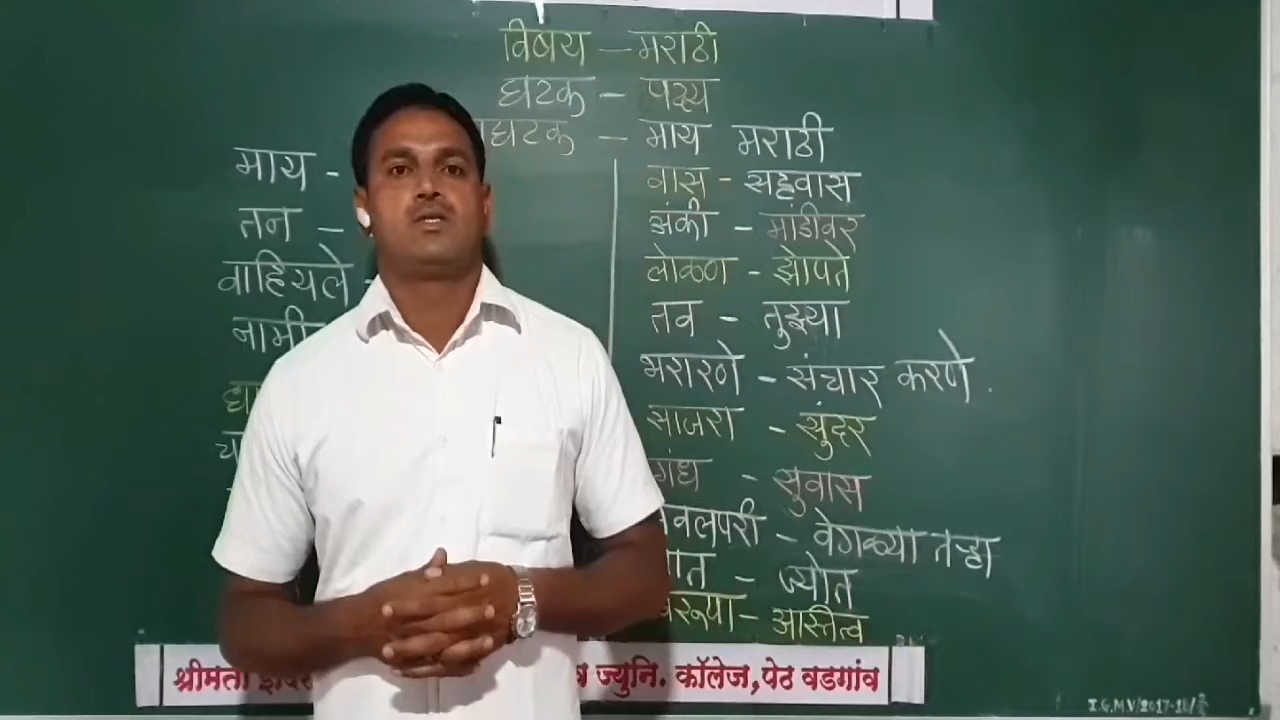 विषय — मराठी
घटक – पद्य
घटक – माय मराठी
माय -
तन –
वाहियले -
वास - सहवास
अंकी - मांडीवर
लोळण - झोपते
तव - तुझ्या
भरारणे - संचार करणे.
साजरा - सुंदर
गंध - सुवास
वेगळ्या तऱ्हा
ज्योत
आस्तीत्व
श्रीमती ज्युनि. कॉलेज,पेठ वडगांव